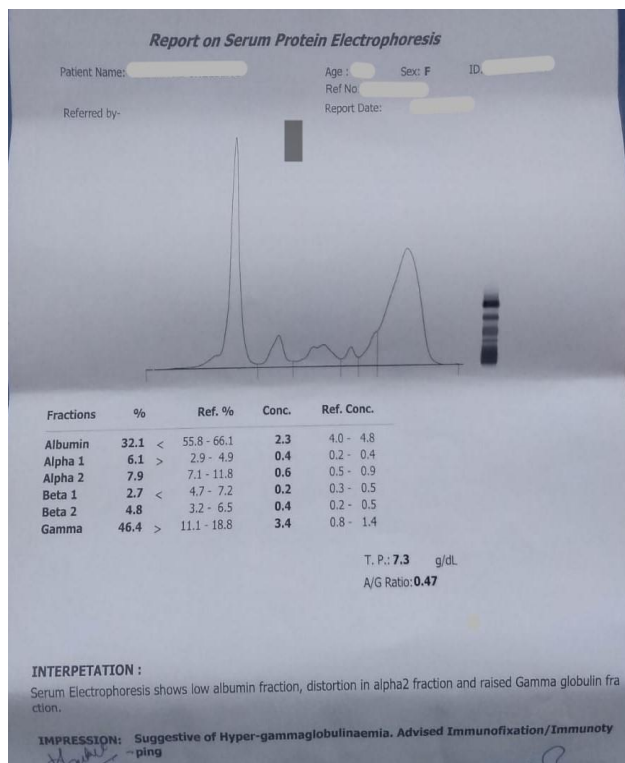 Report on Serum Protein Electrophoresis
Patient Name: Age : Sex: F ID.
Ref No
Referred by- Report Date:
Fractions % Ref. % Conc. Ref. Conc.
Albumin 32.1 < 55.8 - 66.1 2.3 4.0 - 4.8
Alpha 1 6.1 > 2.9 - 4.9 0.4 0.2 - 0.4
Alpha 2 7.9 7.1 - 11.8 0.6 0.5 - 0.9
Beta 1 2.7 < 4.7 - 7.2 0.2 0.3 - 0.5
Beta 2 4.8 3.2 - 6.5 0.4 0.2 - 0.5
Gamma 46.4 > 11.1 - 18.8 3.4 0.8 - 1.4
T. P.: 7.3 g/dL
A/G Ratio: 0.47
INTERPETATION :
Serum Electrophoresis shows low albumin fraction, distortion in alpha2 fraction and raised Gamma globulin fra
ction.
IMPRESSION: Suggestive of Hyper-gammaglobulinaemia. Advised Immunofixation/Immunoty
~ping